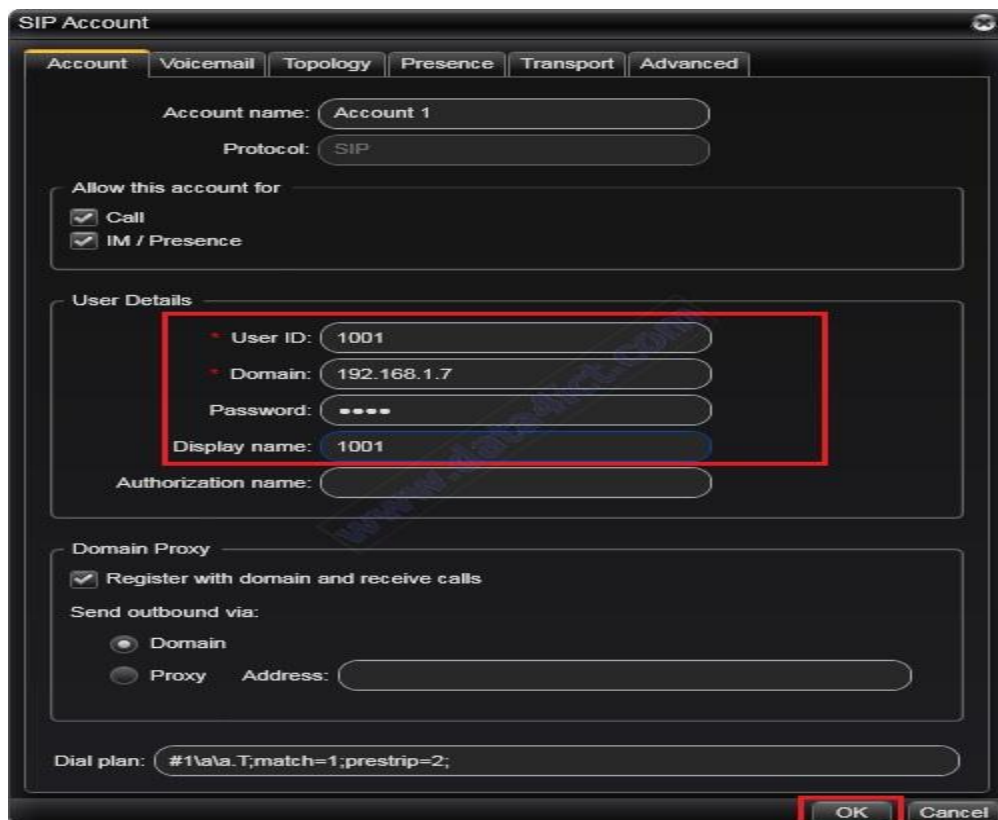 SIP Account
Account Voicemail Topology Presence Transport Advanced
Account name: Account 1
Protocol: SIP
Allow this account for
Call
IM / Presence
User Details
* User ID: 1001
* Domain: 192.168.1.7
Password: ••••
Display name: 1001
Authorization name:
www.data4ict.com
Domain Proxy
Register with domain and receive calls
Send outbound via:
Domain
Proxy Address:
Dial plan: #1\a\a.T;match=1;prestrip=2;
OK Cancel